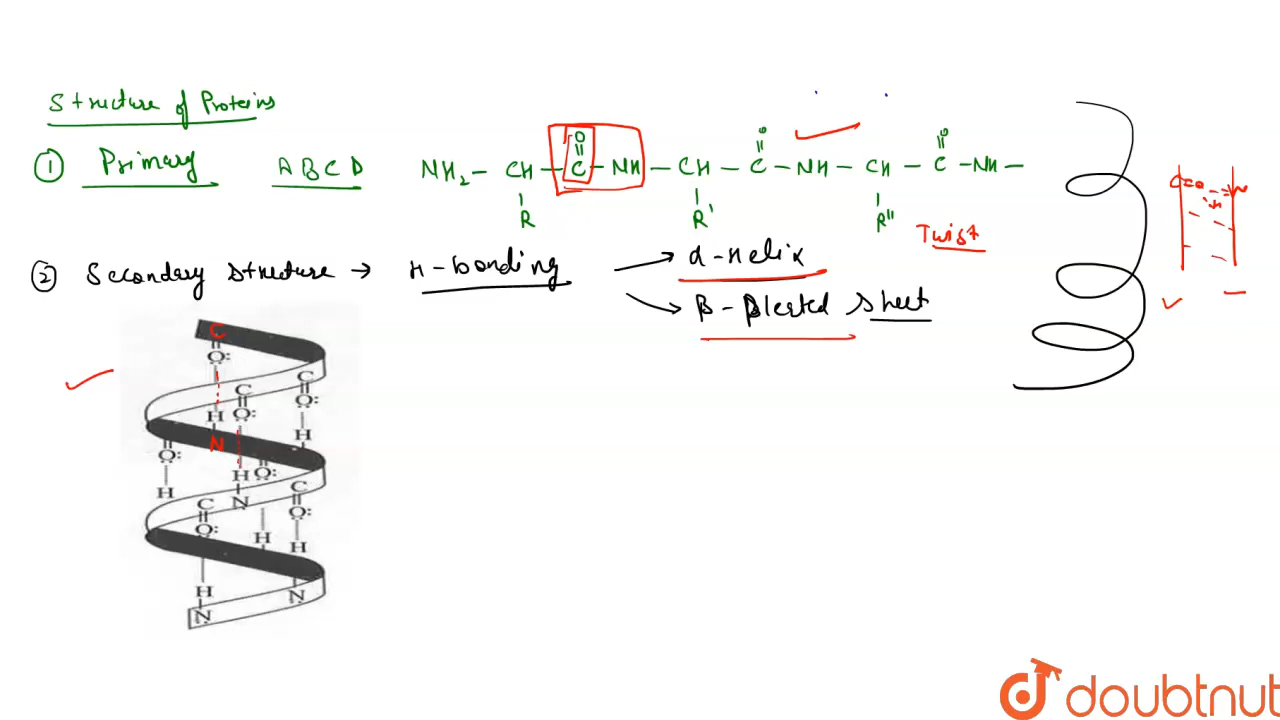 Structure of Proteins
① Primary A B C D NH₂ – CH – C – NH – CH – C – NH – CH – C – NH –
O O O O
R R' R"
Twist
C=O N
H
② Secondary structure → H-bonding → α-Helix
→ β-Pleated sheet
C
O:
C C
O: O:
H
N H
O: H O:
H C N C
O: O:
H H
H N
N
doubtnut